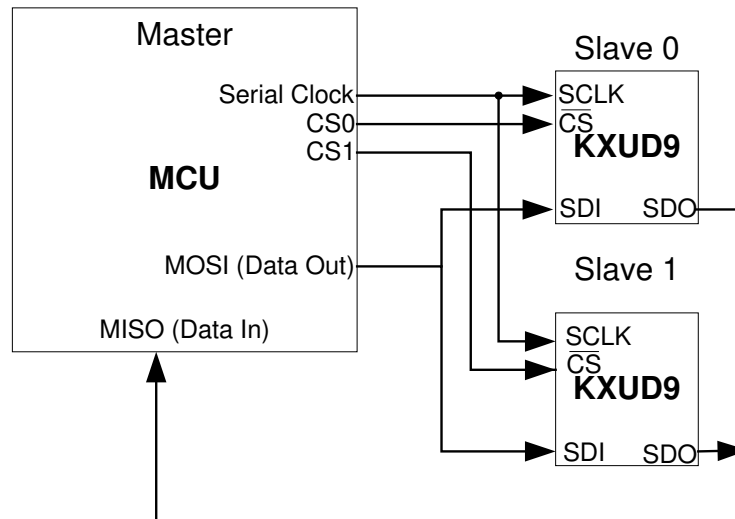 Master
Serial Clock
CS0
CS1
MCU
MOSI (Data Out)
MISO (Data In)
Slave 0
SCLK
CS
KXUD9
SDI SDO
Slave 1
SCLK
CS
KXUD9
SDI SDO